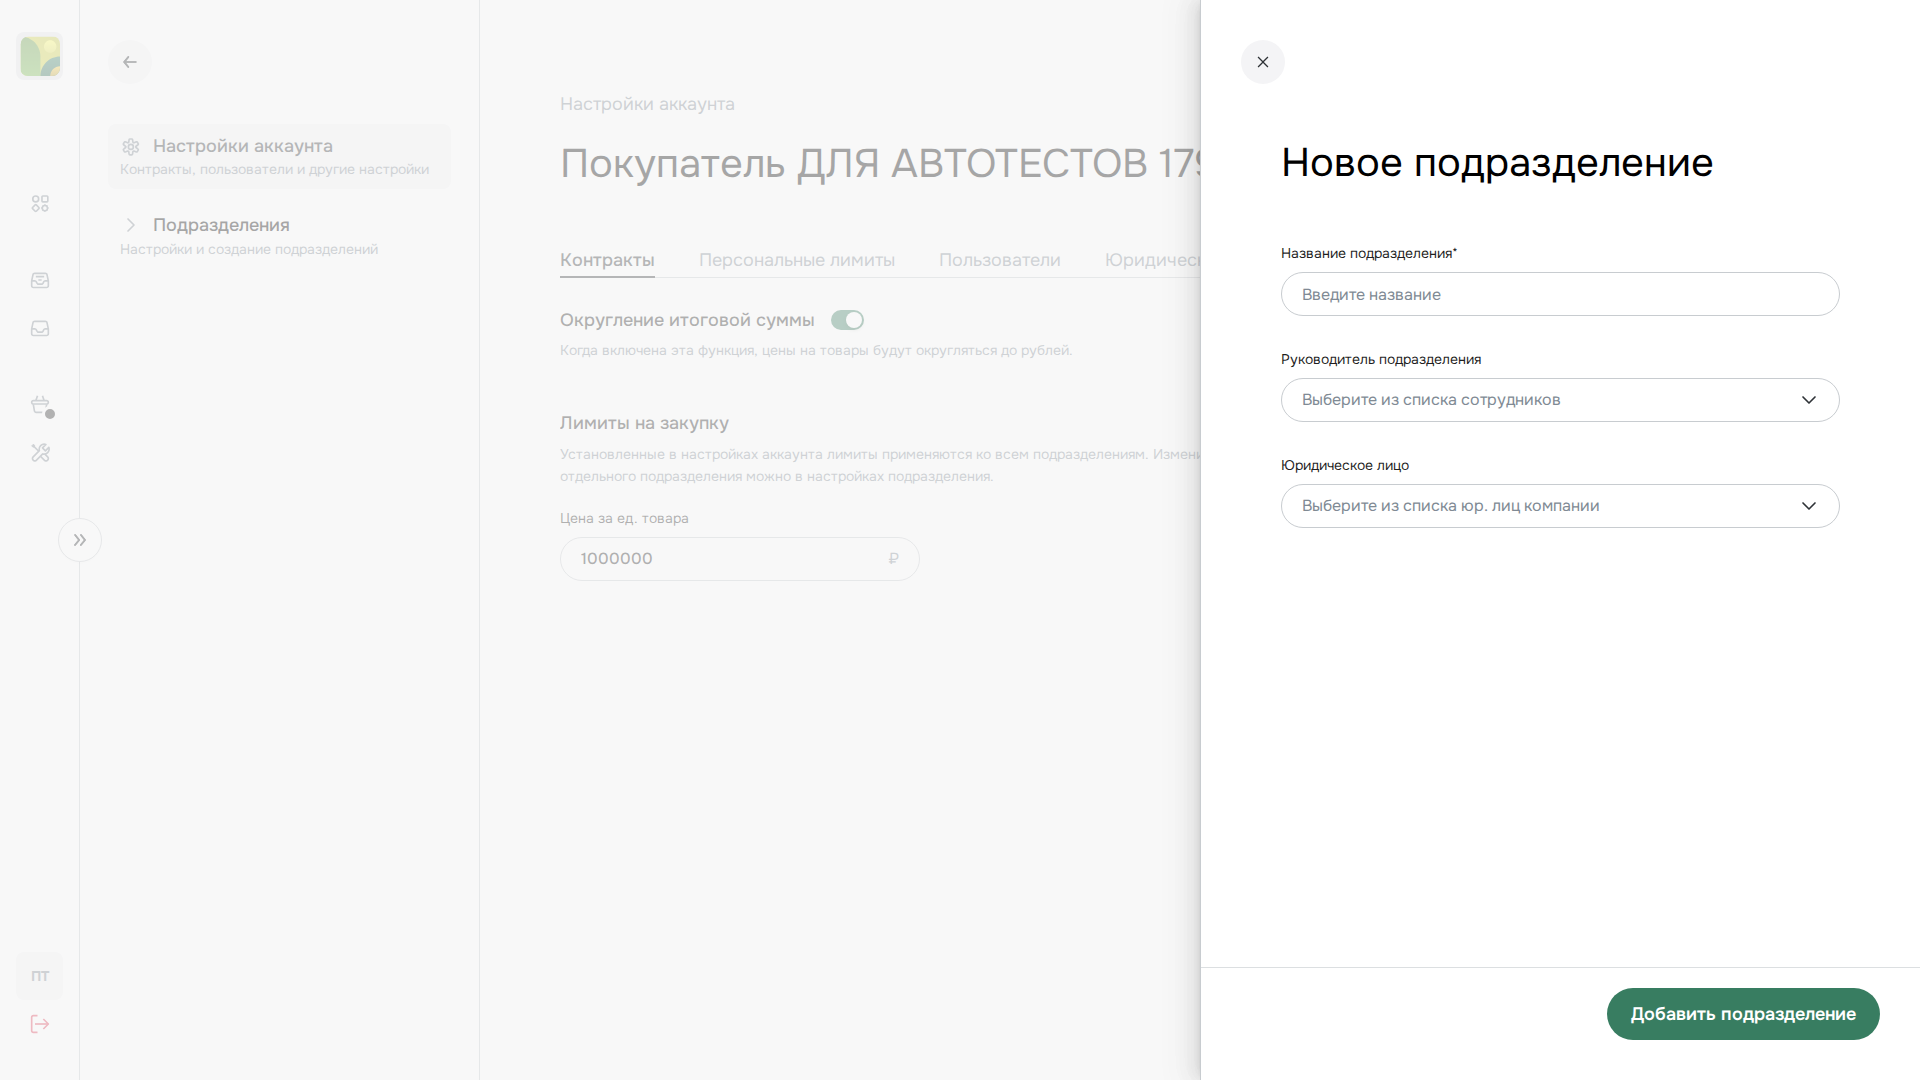 Настройки аккаунта
Контракты, пользователи и другие настройки
Подразделения
Настройки и создание подразделений
ПТ
Настройки аккаунта
Покупатель ДЛЯ АВТОТЕСТОВ 179
Контракты
Персональные лимиты
Пользователи
Юридическ
Округление итоговой суммы
Когда включена эта функция, цены на товары будут округляться до рублей.
Лимиты на закупку
Установленные в настройках аккаунта лимиты применяются ко всем подразделениям. Измени
отдельного подразделения можно в настройках подразделения.
Цена за ед. товара
1000000 ₽
Новое подразделение
Название подразделения*
Введите название
Руководитель подразделения
Выберите из списка сотрудников
Юридическое лицо
Выберите из списка юр. лиц компании
Добавить подразделение